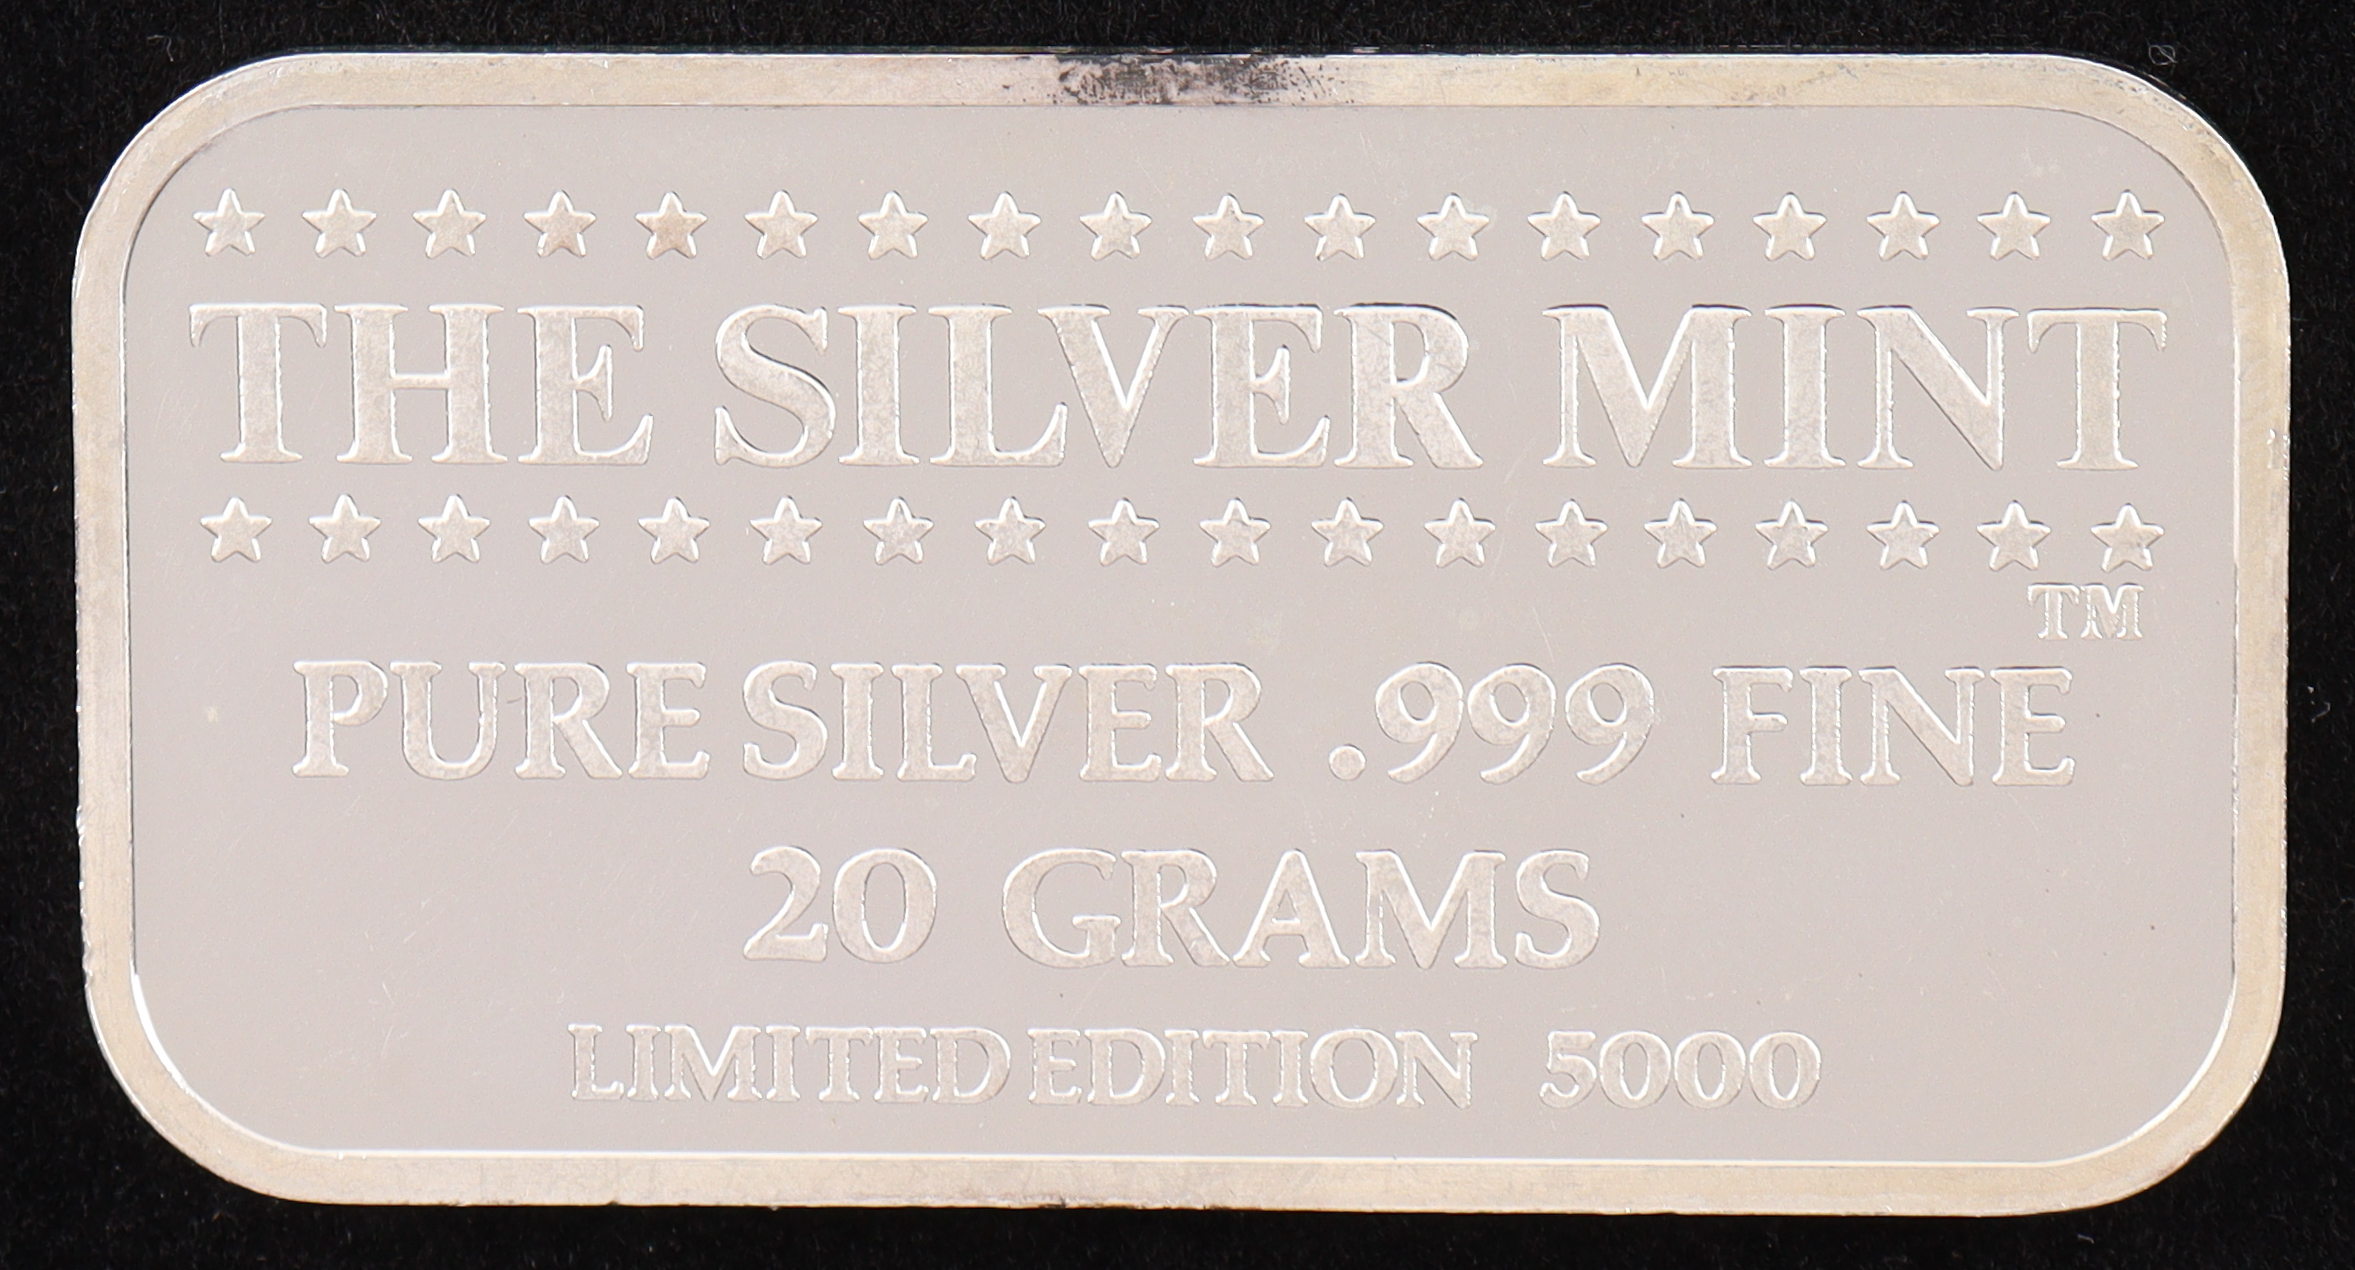 THE SILVER MINT
TM
PURE SILVER .999 FINE
20 GRAMS
LIMITED EDITION 5000